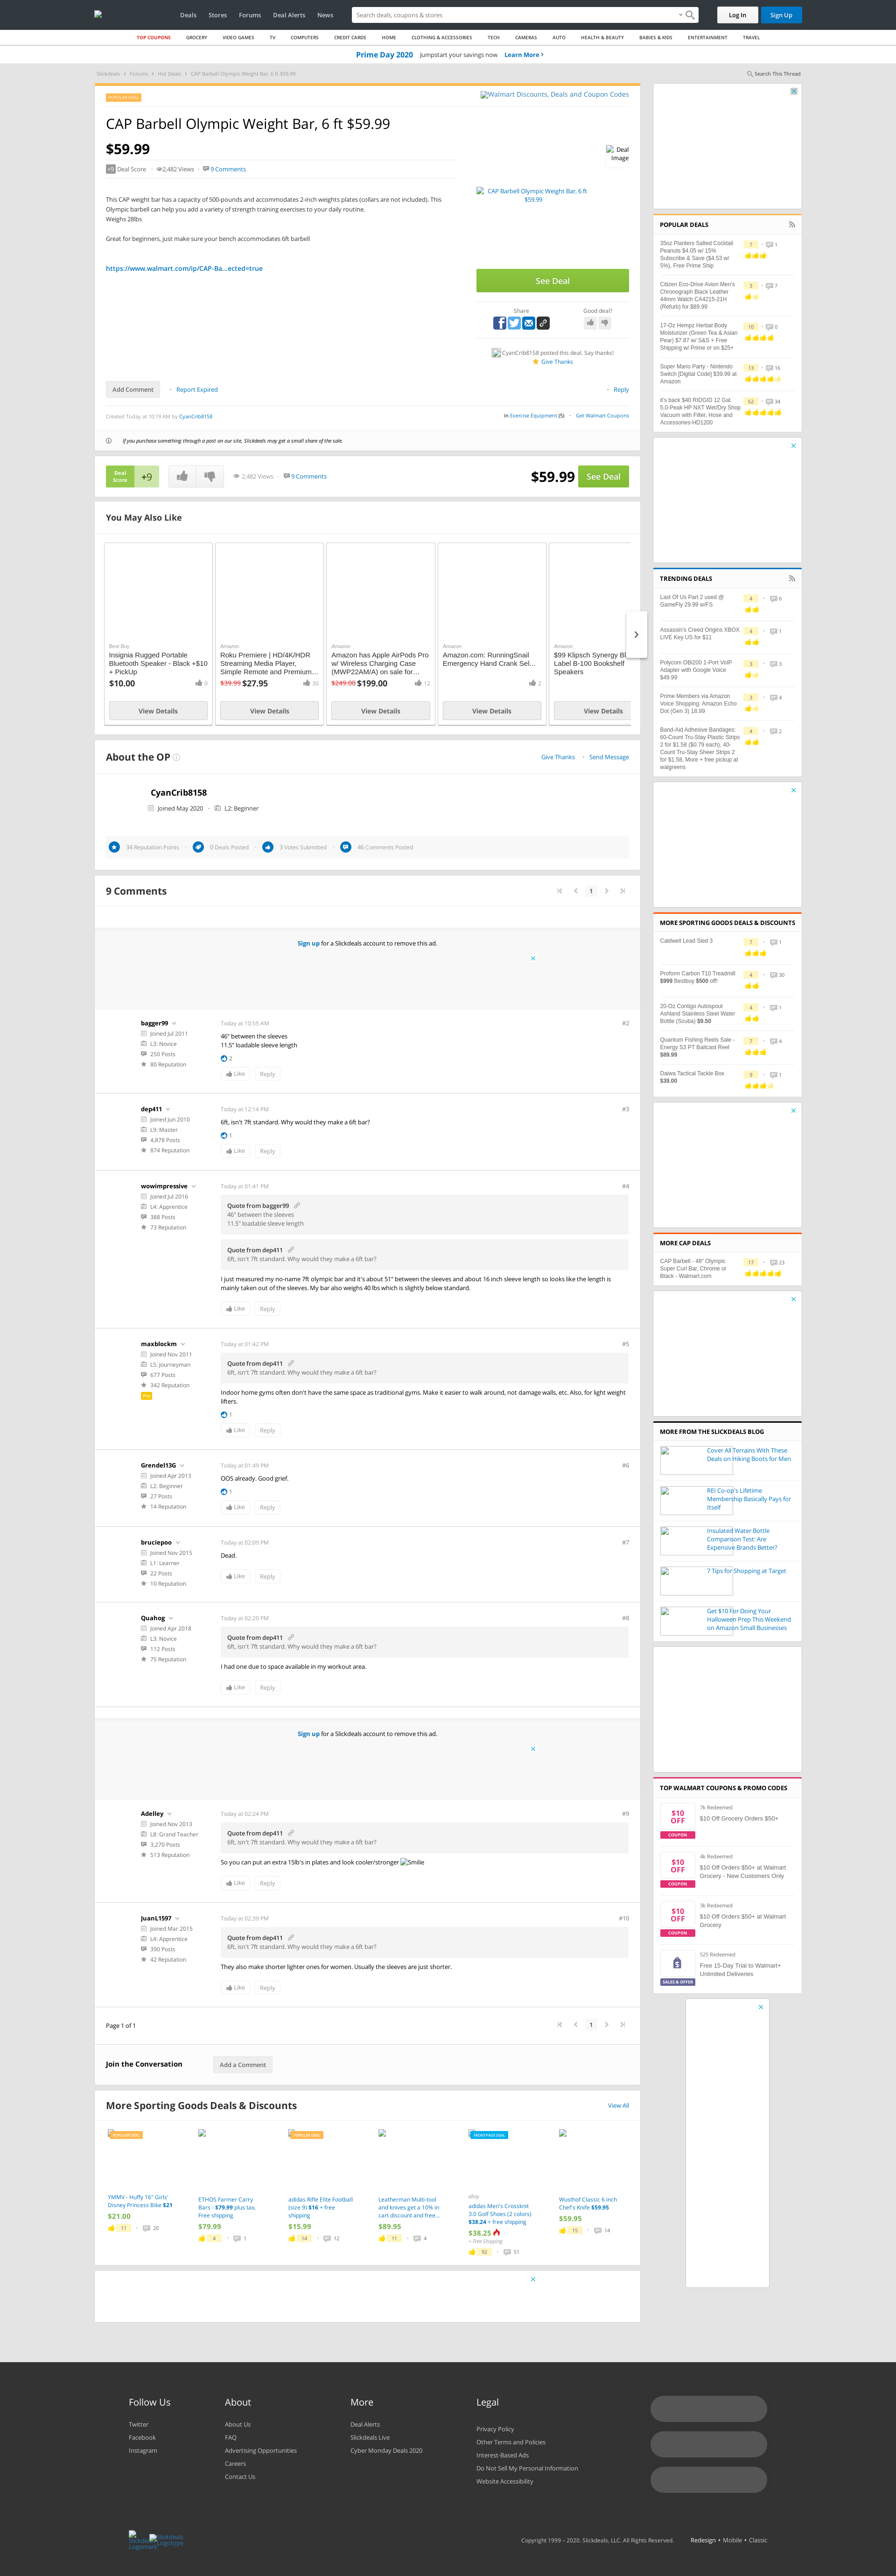 Deals Stores Forums Deal Alerts News
Search deals, coupons & stores
Log In Sign Up
TOP COUPONS GROCERY VIDEO GAMES TV COMPUTERS CREDIT CARDS HOME CLOTHING & ACCESSORIES TECH CAMERAS AUTO HEALTH & BEAUTY BABIES & KIDS ENTERTAINMENT TRAVEL
Prime Day 2020 Jumpstart your savings now Learn More ›
Slickdeals › Forums › Hot Deals › CAP Barbell Olympic Weight Bar, 6 ft $59.99
Search This Thread
POPULAR DEAL
Walmart Discounts, Deals and Coupon Codes
CAP Barbell Olympic Weight Bar, 6 ft $59.99
$59.99
Deal Image
+9 Deal Score 2,482 Views 9 Comments
This CAP weight bar has a capacity of 500-pounds and accommodates 2-inch weights plates (collars are not included). This
Olympic barbell can help you add a variety of strength training exercises to your daily routine.
Weighs 28lbs
Great for beginners, just make sure your bench accommodates 6ft barbell
https://www.walmart.com/ip/CAP-Ba...ected=true
CAP Barbell Olympic Weight Bar, 6 ft $59.99
See Deal
Share Good deal?
CyanCrib8158 posted this deal. Say thanks!
Give Thanks
Add Comment • Report Expired • Reply
Created Today at 10:19 AM by CyanCrib8158
in Exercise Equipment (5) • Get Walmart Coupons
If you purchase something through a post on our site, Slickdeals may get a small share of the sale.
Deal Score +9 2,482 Views 9 Comments $59.99 See Deal
You May Also Like
Best Buy
Insignia Rugged Portable Bluetooth Speaker - Black +$10 + PickUp
$10.00 0
View Details
Amazon
Roku Premiere | HD/4K/HDR Streaming Media Player, Simple Remote and Premium...
$39.99 $27.95 30
View Details
Amazon
Amazon has Apple AirPods Pro w/ Wireless Charging Case (MWP22AM/A) on sale for...
$249.00 $199.00 12
View Details
Amazon
Amazon.com: RunningSnail Emergency Hand Crank Sel...
2
View Details
Amazon
$99 Klipsch Synergy Bl
Label B-100 Bookshelf
Speakers
View Details
About the OP
Give Thanks • Send Message
CyanCrib8158
Joined May 2020 • L2: Beginner
34 Reputation Points 0 Deals Posted 3 Votes Submitted 46 Comments Posted
9 Comments
1
Sign up for a Slickdeals account to remove this ad.
bagger99
Joined Jul 2011
L3: Novice
250 Posts
80 Reputation
Today at 10:55 AM #2
46" between the sleeves
11.5" loadable sleeve length
2
Like Reply
dep411
Joined Jun 2010
L9: Master
4,878 Posts
874 Reputation
Today at 12:14 PM #3
6ft, isn't 7ft standard. Why would they make a 6ft bar?
1
Like Reply
wowimpressive
Joined Jul 2016
L4: Apprentice
388 Posts
73 Reputation
Today at 01:41 PM #4
Quote from bagger99
46" between the sleeves
11.5" loadable sleeve length
Quote from dep411
6ft, isn't 7ft standard. Why would they make a 6ft bar?
I just measured my no-name 7ft olympic bar and it's about 51" between the sleeves and about 16 inch sleeve length so looks like the length is
mainly taken out of the sleeves. My bar also weighs 40 lbs which is slightly below standard.
Like Reply
maxblockm
Joined Nov 2011
L5: Journeyman
677 Posts
342 Reputation
Pro
Today at 01:42 PM #5
Quote from dep411
6ft, isn't 7ft standard. Why would they make a 6ft bar?
Indoor home gyms often don't have the same space as traditional gyms. Make it easier to walk around, not damage walls, etc. Also, for light weight
lifters.
1
Like Reply
Grendel13G
Joined Apr 2013
L2: Beginner
27 Posts
14 Reputation
Today at 01:49 PM #6
OOS already. Good grief.
1
Like Reply
bruciepoo
Joined Nov 2015
L1: Learner
22 Posts
10 Reputation
Today at 02:09 PM #7
Dead.
Like Reply
Quahog
Joined Apr 2018
L3: Novice
112 Posts
75 Reputation
Today at 02:20 PM #8
Quote from dep411
6ft, isn't 7ft standard. Why would they make a 6ft bar?
I had one due to space available in my workout area.
Like Reply
Sign up for a Slickdeals account to remove this ad.
Adelley
Joined Nov 2013
L8: Grand Teacher
3,270 Posts
513 Reputation
Today at 02:24 PM #9
Quote from dep411
6ft, isn't 7ft standard. Why would they make a 6ft bar?
So you can put an extra 15lb's in plates and look cooler/stronger Smilie
Like Reply
JuanL1597
Joined Mar 2015
L4: Apprentice
390 Posts
42 Reputation
Today at 02:39 PM #10
Quote from dep411
6ft, isn't 7ft standard. Why would they make a 6ft bar?
They also make shorter lighter ones for women. Usually the sleeves are just shorter.
Like Reply
Page 1 of 1
1
Join the Conversation
Add a Comment
More Sporting Goods Deals & Discounts
View All
POPULAR DEAL
YMMV - Huffy 16" Girls' Disney Princess Bike $21
$21.00
11 20
ETHOS Farmer Carry Bars - $79.99 plus tax, Free shipping
$79.99
4 1
POPULAR DEAL
adidas Rifle Elite Football (size 9) $16 + free shipping
$15.99
14 12
Leatherman Multi-tool and knives get a 10% in cart discount and free...
$89.95
11 4
FRONTPAGE DEAL
eBay
adidas Men's Crossknit 3.0 Golf Shoes (2 colors) $38.24 + free shipping
$38.25
+ Free Shipping
92 51
Wusthof Classic 6 inch Chef's Knife $59.95
$59.95
15 14
POPULAR DEALS
35oz Planters Salted Cocktail Peanuts $4.05 w/ 15% Subscribe & Save ($4.53 w/ 5%), Free Prime Ship
7 1
Citizen Eco-Drive Avion Men's Chronograph Black Leather 44mm Watch CA4215-21H (Refurb) for $89.99
3 7
17-Oz Hempz Herbal Body Moisturizer (Green Tea & Asian Pear) $7.87 w/ S&S + Free Shipping w/ Prime or on $25+
10 0
Super Mario Party - Nintendo Switch [Digital Code] $39.99 at Amazon
13 16
it's back $40 RIDGID 12 Gal. 5.0-Peak HP NXT Wet/Dry Shop Vacuum with Filter, Hose and Accessories-HD1200
62 34
TRENDING DEALS
Last Of Us Part 2 used @ GameFly 29.99 w/FS
4 6
Assassin's Creed Origins XBOX LIVE Key US for $11
4 1
Polycom OBi200 1-Port VoIP Adapter with Google Voice $49.99
3 3
Prime Members via Amazon Voice Shopping: Amazon Echo Dot (Gen 3) 18.99
3 4
Band-Aid Adhesive Bandages: 60-Count Tru-Stay Plastic Strips 2 for $1.58 ($0.79 each), 40-Count Tru-Stay Sheer Strips 2 for $1.58, More + free pickup at walgreens
4 2
MORE SPORTING GOODS DEALS & DISCOUNTS
Caldwell Lead Sled 3
7 1
Proform Carbon T10 Treadmill $999 Bestbuy $500 off!
4 30
20-Oz Contigo Autospout Ashland Stainless Steel Water Bottle (Scuba) $9.50
4 1
Quantum Fishing Reels Sale - Energy S3 PT Baitcast Reel $89.99
7 4
Daiwa Tactical Tackle Box $39.00
9 1
MORE CAP DEALS
CAP Barbell - 48" Olympic Super Curl Bar, Chrome or Black - Walmart.com
17 23
MORE FROM THE SLICKDEALS BLOG
Cover All Terrains With These Deals on Hiking Boots for Men
REI Co-op's Lifetime Membership Basically Pays for Itself
Insulated Water Bottle Comparison Test: Are Expensive Brands Better?
7 Tips for Shopping at Target
Get $10 For Doing Your Halloween Prep This Weekend on Amazon Small Businesses
TOP WALMART COUPONS & PROMO CODES
$10 OFF COUPON
7k Redeemed
$10 Off Grocery Orders $50+
$10 OFF COUPON
4k Redeemed
$10 Off Orders $50+ at Walmart Grocery - New Customers Only
$10 OFF COUPON
3k Redeemed
$10 Off Orders $50+ at Walmart Grocery
SALES & OFFER
525 Redeemed
Free 15-Day Trial to Walmart+ Unlimited Deliveries
Follow Us
Twitter
Facebook
Instagram
About
About Us
FAQ
Advertising Opportunities
Careers
Contact Us
More
Deal Alerts
Slickdeals Live
Cyber Monday Deals 2020
Legal
Privacy Policy
Other Terms and Policies
Interest-Based Ads
Do Not Sell My Personal Information
Website Accessibility
Slickdeals Logotype
Copyright 1999 - 2020. Slickdeals, LLC. All Rights Reserved. Redesign • Mobile • Classic